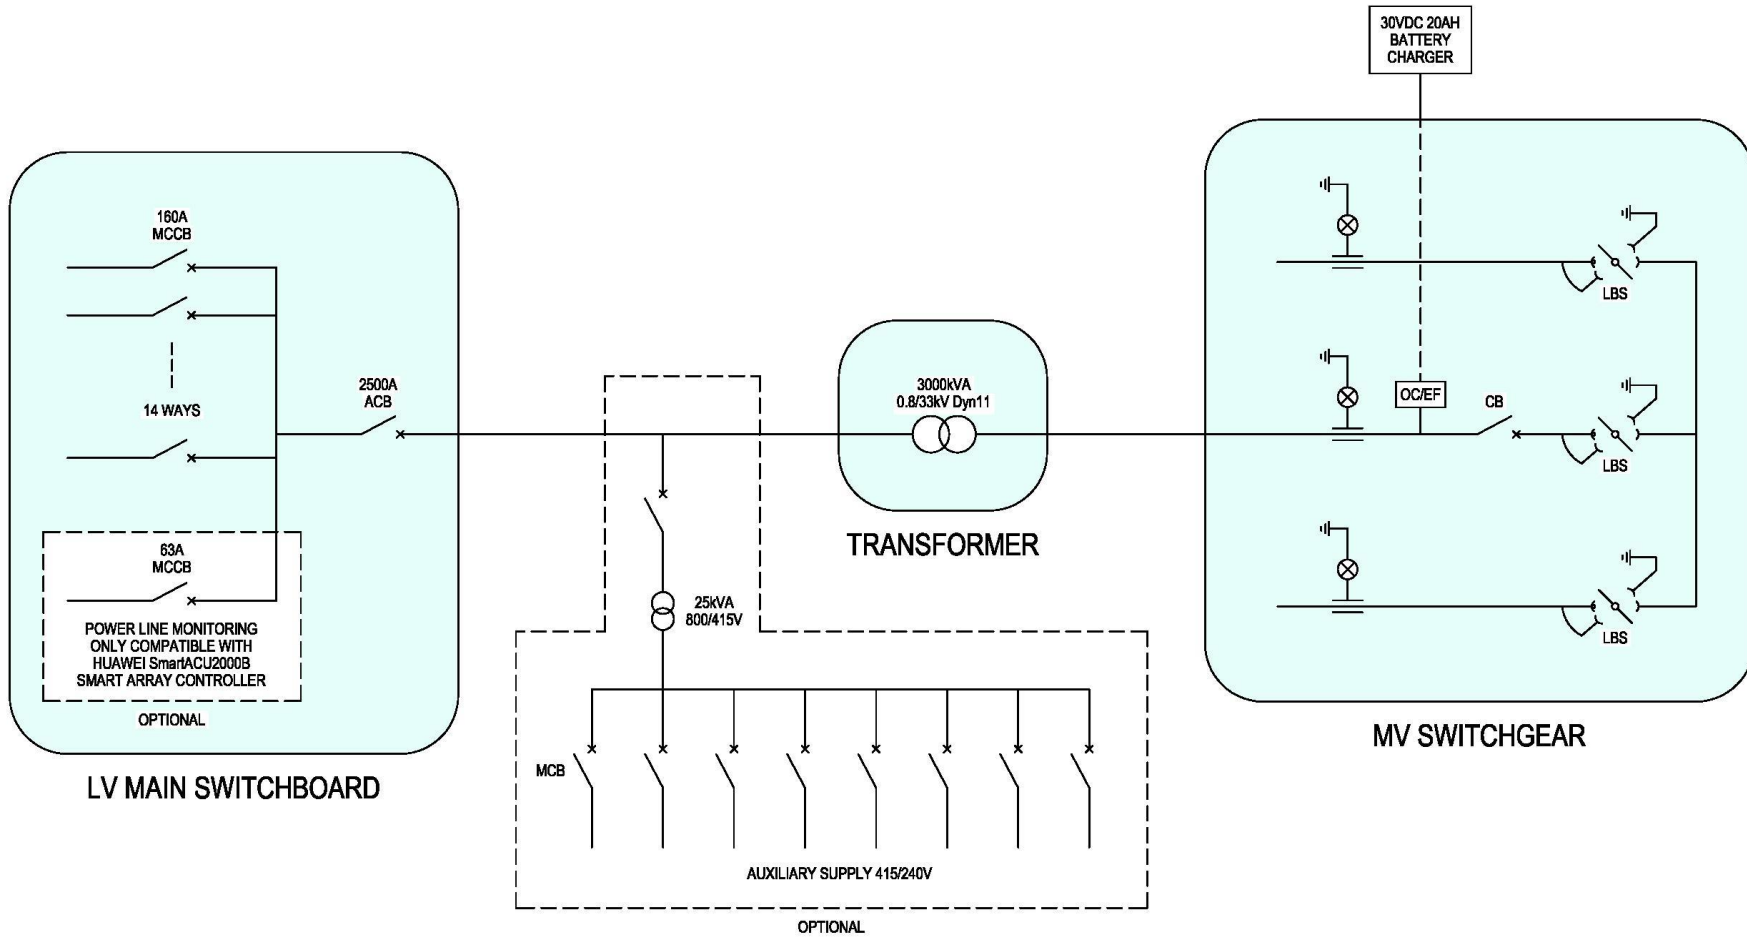 30VDC 20AH
BATTERY
CHARGER
160A
MCCB
14 WAYS
2500A
ACB
63A
MCCB
POWER LINE MONITORING
ONLY COMPATIBLE WITH
HUAWEI SmartACU2000B
SMART ARRAY CONTROLLER
OPTIONAL
LV MAIN SWITCHBOARD
25kVA
800/415V
MCB
AUXILIARY SUPPLY 415/240V
OPTIONAL
3000kVA
0.8/33kV Dyn11
TRANSFORMER
LBS
OC/EF
CB
LBS
LBS
MV SWITCHGEAR